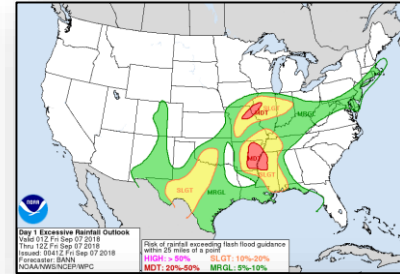 SLGT
MDT
MRGL
MDT
SLGT
SLGT
MRGL
noaa
Day 1 Excessive Rainfall Outlook
Valid 01Z Fri Sep 07 2018
Thru 12Z Fri Sep 07 2018
Issued: 0041Z Fri Sep 07 2018
Forecaster: BANN
NOAA/NWS/NCEP/WPC
Risk of rainfall exceeding flash flood guidance
within 25 miles of a point
HIGH: > 50% SLGT: 10%-20%
MDT: 20%-50% MRGL: 5%-10%